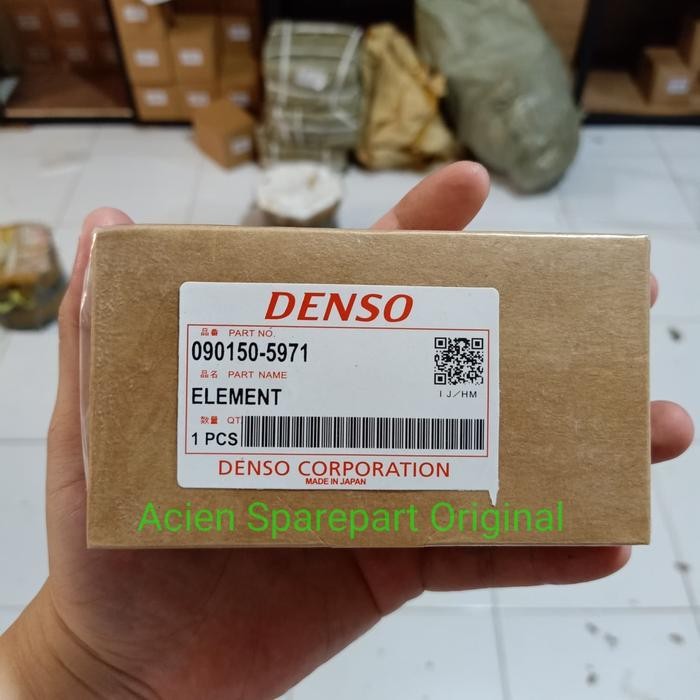 DENSO
品番 PART NO.
090150-5971
品名 PART NAME
ELEMENT
I J/HM
数量 QT
1 PCS
DENSO CORPORATION
MADE IN JAPAN
Acien Sparepart Original